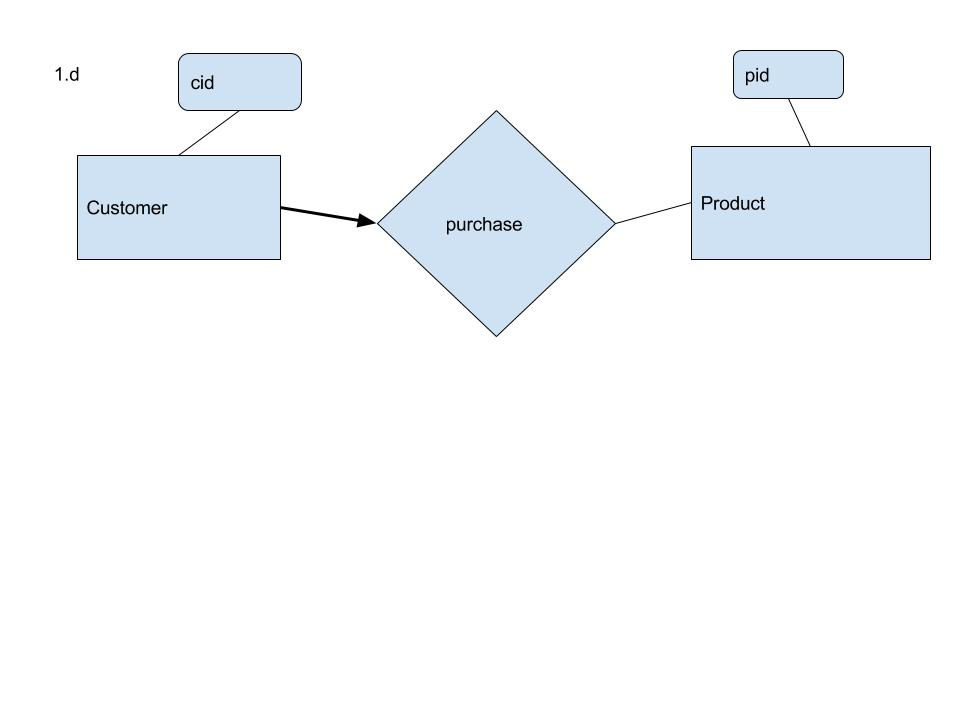 1.d
cid
pid
Customer
purchase
Product